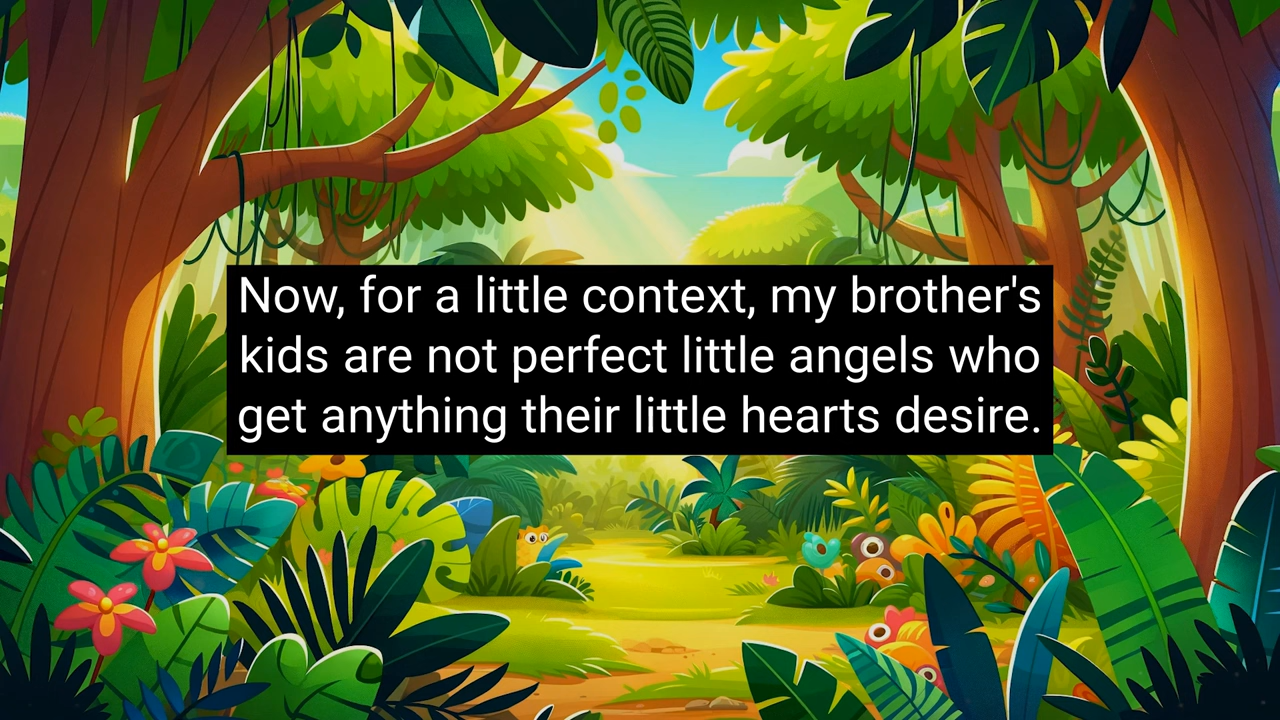 Now, for a little context, my brother's
kids are not perfect little angels who
get anything their little hearts desire.